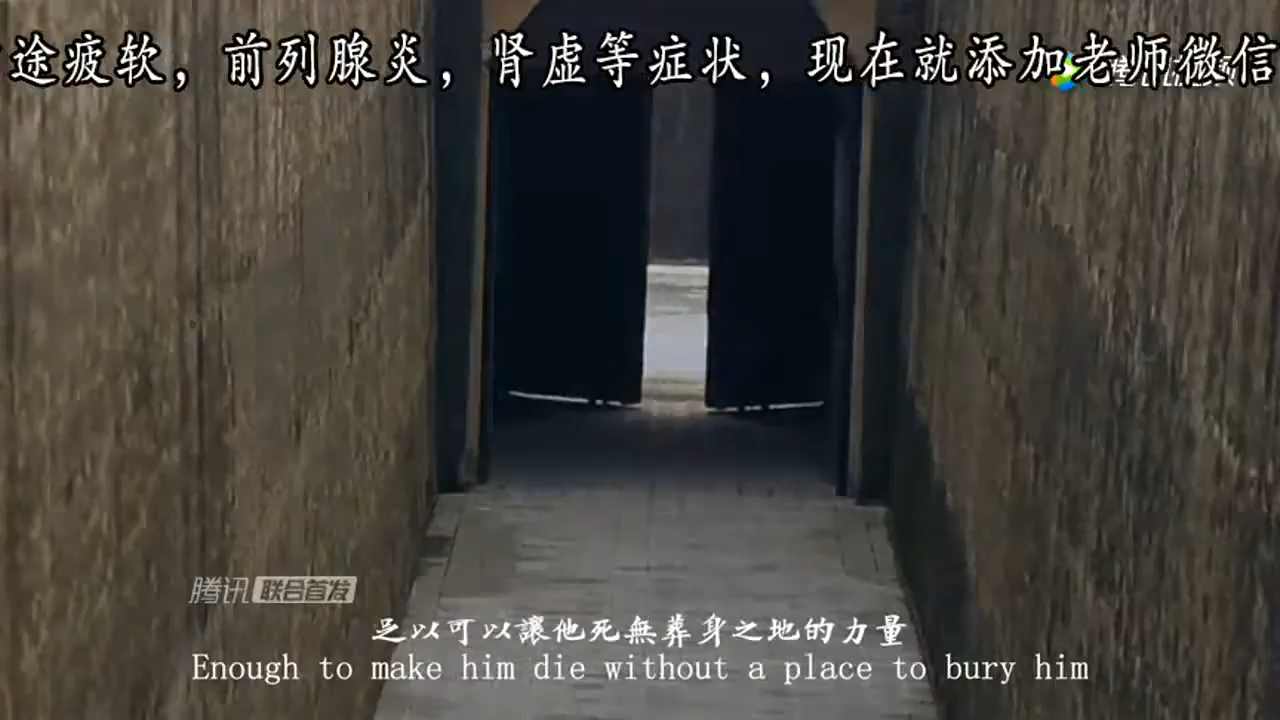 途疲软，前列腺炎，肾虚等症状，现在就添加老师微信
腾讯 联合首发
足以可以讓他死無葬身之地的力量
Enough to make him die without a place to bury him